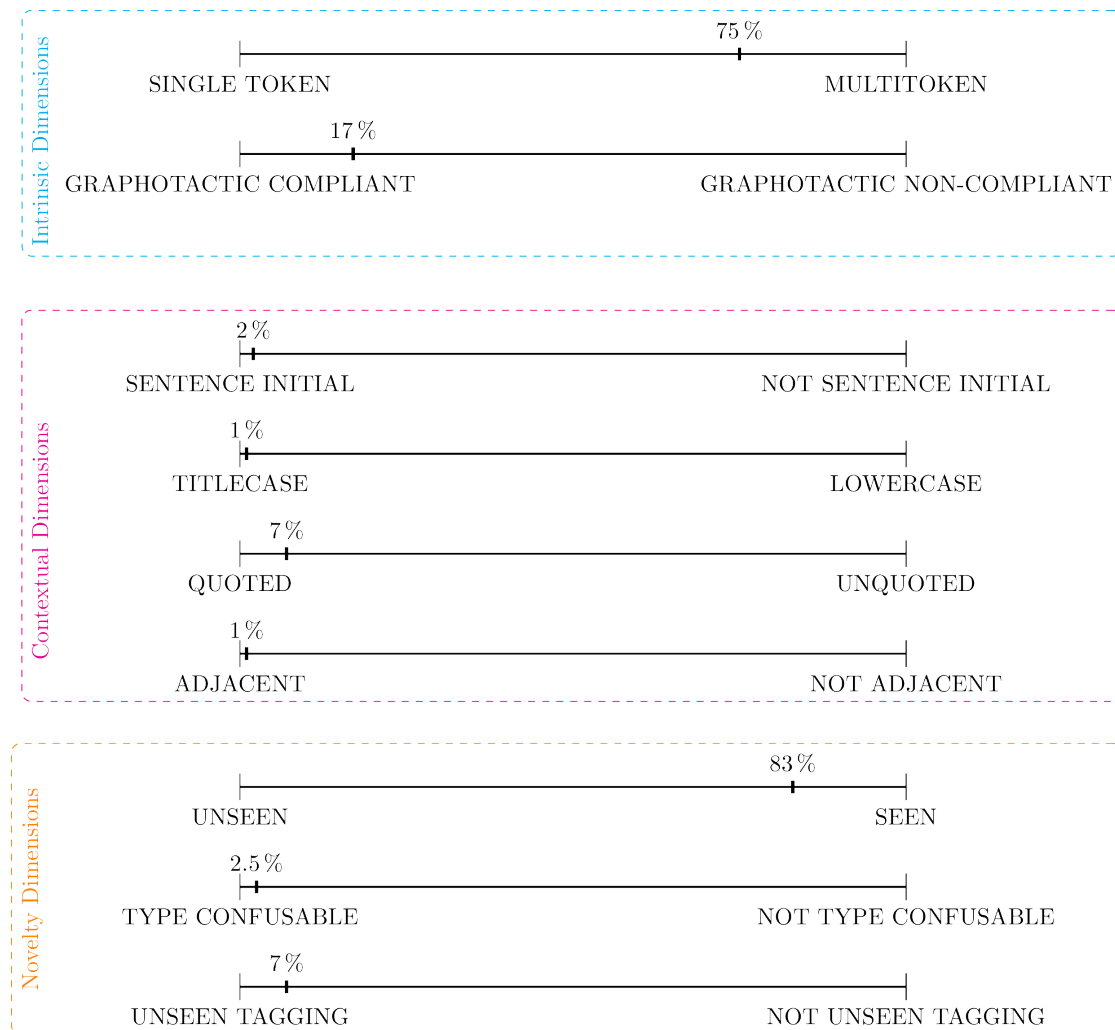 Intrinsic Dimensions
75 %
SINGLE TOKEN MULTITOKEN
17 %
GRAPHOTACTIC COMPLIANT GRAPHOTACTIC NON-COMPLIANT
Contextual Dimensions
2 %
SENTENCE INITIAL NOT SENTENCE INITIAL
1 %
TITLECASE LOWERCASE
7 %
QUOTED UNQUOTED
1 %
ADJACENT NOT ADJACENT
Novelty Dimensions
83 %
UNSEEN SEEN
2.5 %
TYPE CONFUSABLE NOT TYPE CONFUSABLE
7 %
UNSEEN TAGGING NOT UNSEEN TAGGING